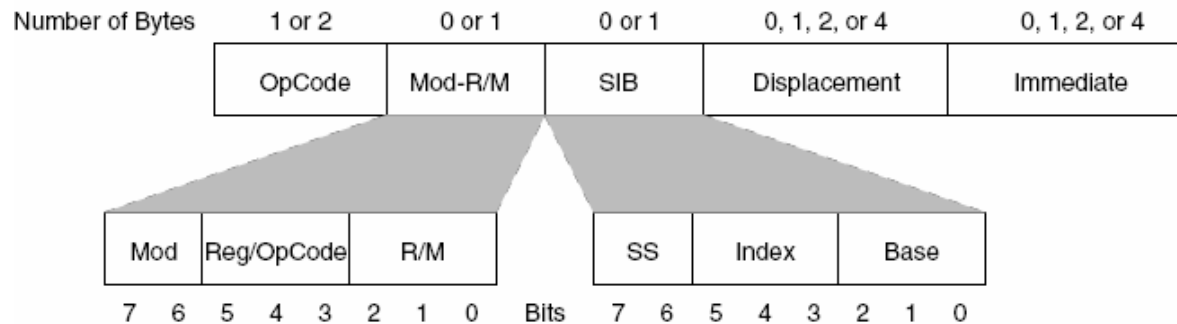 Number of Bytes 1 or 2 0 or 1 0 or 1 0, 1, 2, or 4 0, 1, 2, or 4
OpCode Mod-R/M SIB Displacement Immediate
Mod Reg/OpCode R/M SS Index Base
7 6 5 4 3 2 1 0 Bits 7 6 5 4 3 2 1 0